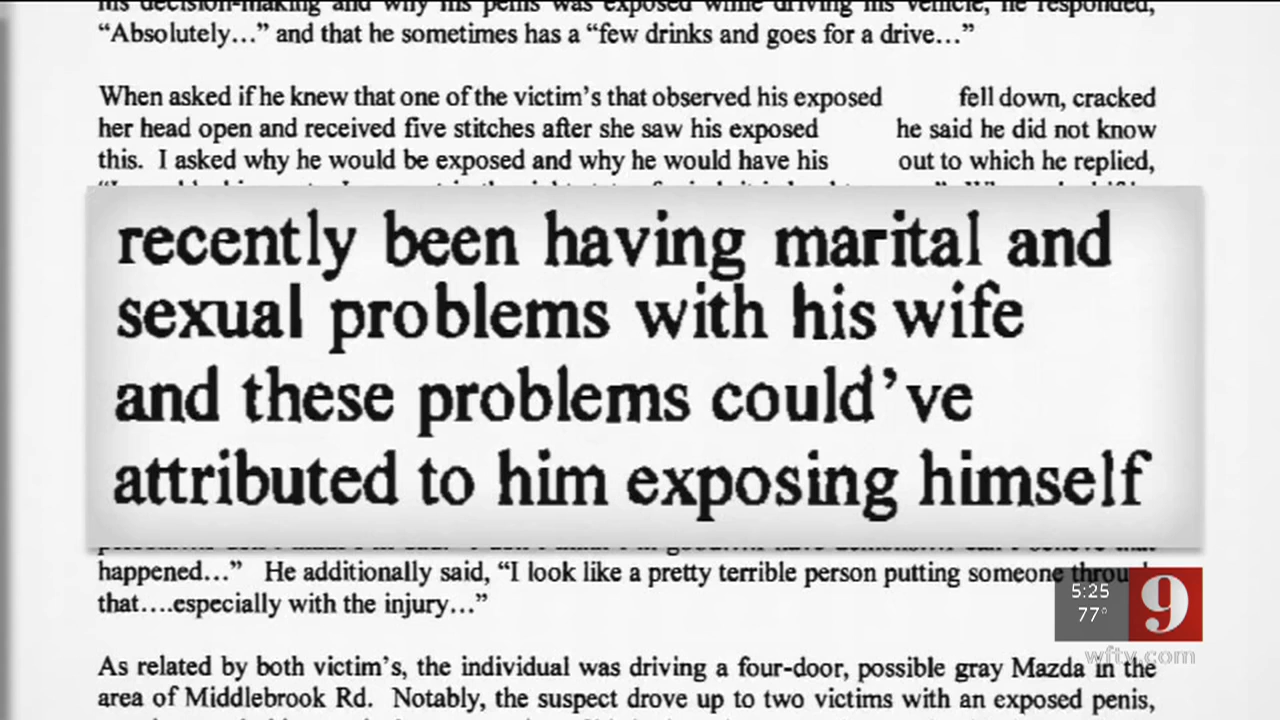 his decision-making and why his penis was exposed while driving his vehicle, he responded,
“Absolutely…” and that he sometimes has a “few drinks and goes for a drive…”
When asked if he knew that one of the victim’s that observed his exposed fell down, cracked
her head open and received five stitches after she saw his exposed he said he did not know
this. I asked why he would be exposed and why he would have his out to which he replied,
recently been having marital and
sexual problems with his wife
and these problems could’ve
attributed to him exposing himself
happened…” He additionally said, “I look like a pretty terrible person putting someone through
that….especially with the injury…”
As related by both victim’s, the individual was driving a four-door, possible gray Mazda in the
area of Middlebrook Rd. Notably, the suspect drove up to two victims with an exposed penis,
5:25
77°
9
wftv.com